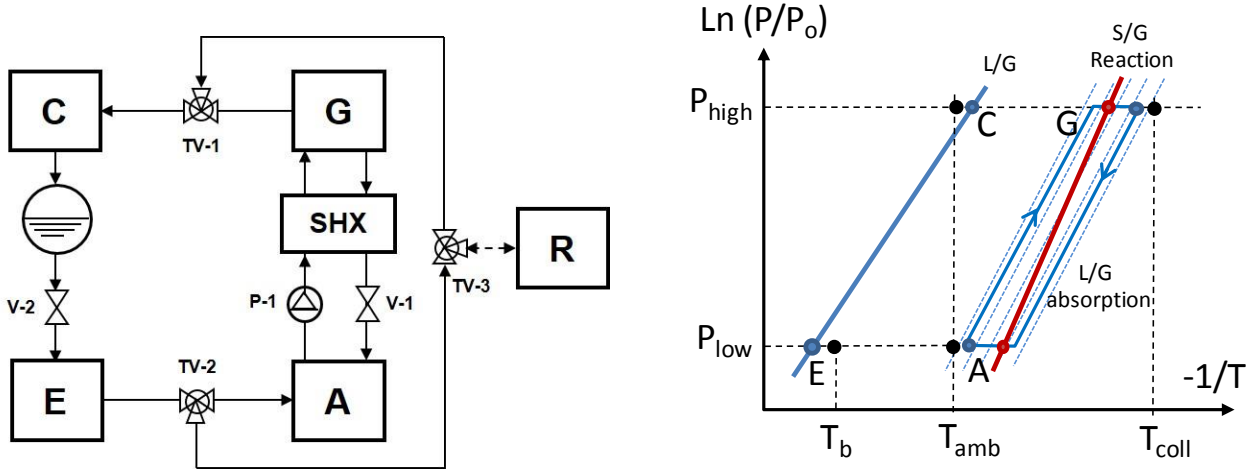 C
TV-1
G
SHX
R
TV-3
V-2
P-1
V-1
E
TV-2
A
Ln (P/Po)
S/G
Reaction
L/G
Phigh
C
G
L/G
absorption
Plow
E
A
-1/T
Tb
Tamb
Tcoll